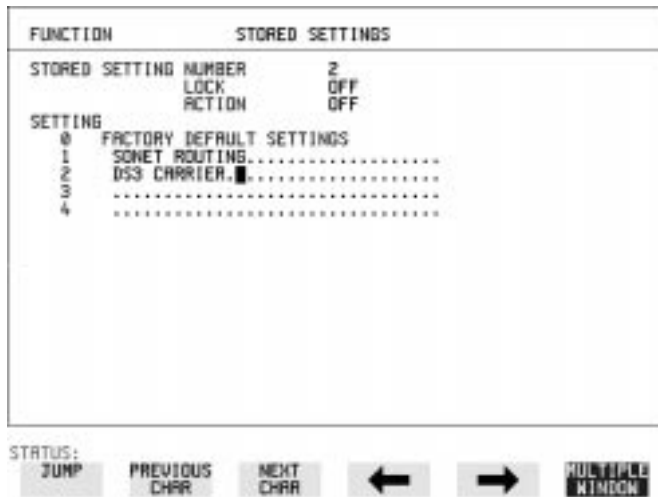 FUNCTION STORED SETTINGS
STORED SETTING NUMBER 2
LOCK OFF
ACTION OFF
SETTING
0 FACTORY DEFAULT SETTINGS
1 SONET ROUTING...................
2 DS3 CARRIER.█..................
3 ................................
4 ................................
STATUS:
JUMP PREVIOUS CHAR NEXT CHAR ← → MULTIPLE WINDOW